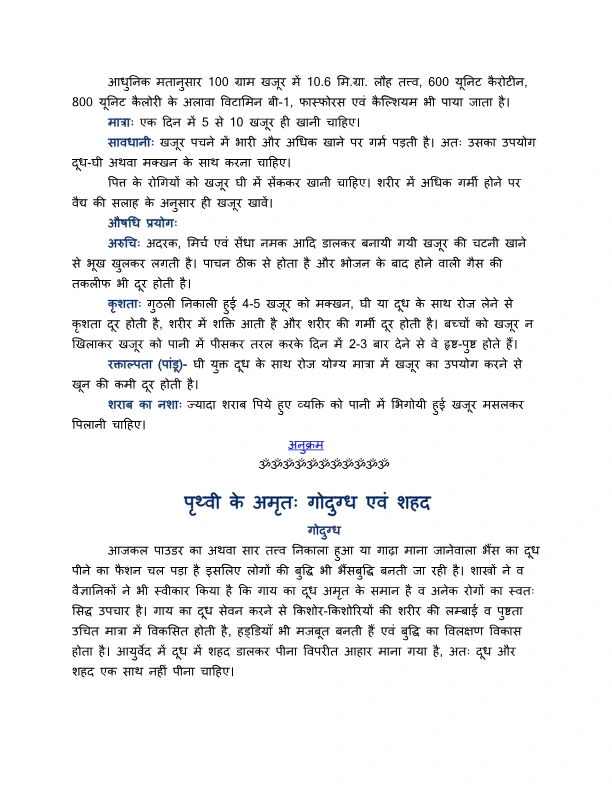 आधुनिक मतानुसार 100 ग्राम खजूर में 10.6 मि.ग्रा. लौह तत्त्व, 600 यूनिट कैरोटीन,
800 यूनिट कैलोरी के अलावा विटामिन बी-1, फास्फोरस एवं कैल्शियम भी पाया जाता है।
मात्राः एक दिन में 5 से 10 खजूर ही खानी चाहिए।
सावधानीः खजूर पचने में भारी और अधिक खाने पर गर्म पड़ती है। अतः उसका उपयोग
दूध-घी अथवा मक्खन के साथ करना चाहिए।
पित्त के रोगियों को खजूर घी में सेंककर खानी चाहिए। शरीर में अधिक गर्मी होने पर
वैद्य की सलाह के अनुसार ही खजूर खावें।
औषधि प्रयोगः
अरुचिः अदरक, मिर्च एवं सेंधा नमक आदि डालकर बनायी गयी खजूर की चटनी खाने
से भूख खुलकर लगती है। पाचन ठीक से होता है और भोजन के बाद होने वाली गैस की
तकलीफ भी दूर होती है।
कृशताः गुठली निकाली हुई 4-5 खजूर को मक्खन, घी या दूध के साथ रोज लेने से
कृशता दूर होती है, शरीर में शक्ति आती है और शरीर की गर्मी दूर होती है। बच्चों को खजूर न
खिलाकर खजूर को पानी में पीसकर तरल करके दिन में 2-3 बार देने से वे हृष्ट-पुष्ट होते हैं।
रक्ताल्पता (पांडू)- घी युक्त दूध के साथ रोज योग्य मात्रा में खजूर का उपयोग करने से
खून की कमी दूर होती है।
शराब का नशाः ज्यादा शराब पिये हुए व्यक्ति को पानी में भिगोयी हुई खजूर मसलकर
पिलानी चाहिए।
अनुक्रम
ॐॐॐॐॐॐॐॐॐॐॐ
पृथ्वी के अमृतः गोदुग्ध एवं शहद
गोदुग्ध
आजकल पाउडर का अथवा सार तत्त्व निकाला हुआ या गाढ़ा माना जानेवाला भैंस का दूध
पीने का फैशन चल पड़ा है इसलिए लोगों की बुद्धि भी भैंसबुद्धि बनती जा रही है। शास्त्रों ने व
वैज्ञानिकों ने भी स्वीकार किया है कि गाय का दूध अमृत के समान है व अनेक रोगों का स्वतः
सिद्ध उपचार है। गाय का दूध सेवन करने से किशोर-किशोरियों की शरीर की लम्बाई व पुष्टता
उचित मात्रा में विकसित होती है, हड्डियाँ भी मजबूत बनती हैं एवं बुद्धि का विलक्षण विकास
होता है। आयुर्वेद में दूध में शहद डालकर पीना विपरीत आहार माना गया है, अतः दूध और
शहद एक साथ नहीं पीना चाहिए।